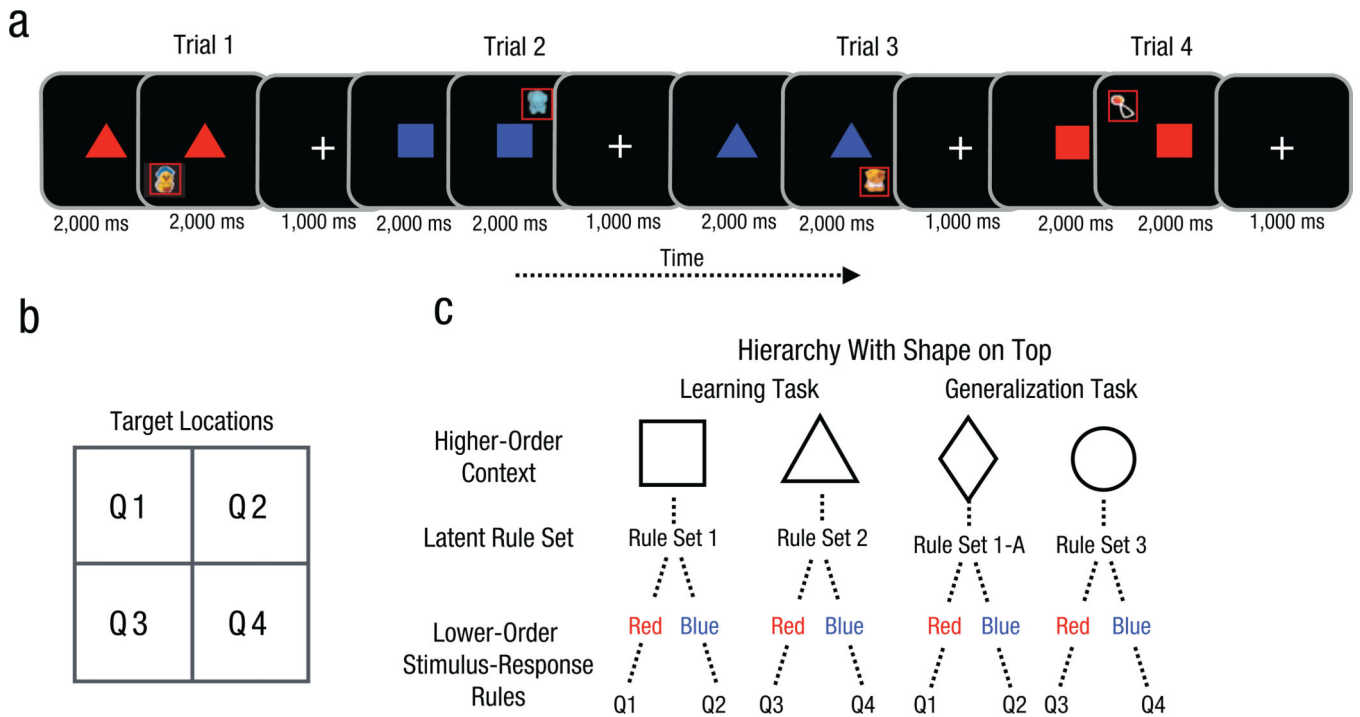 a
Trial 1 Trial 2 Trial 3 Trial 4
2,000 ms 2,000 ms 1,000 ms 2,000 ms 2,000 ms 1,000 ms 2,000 ms 2,000 ms 1,000 ms 2,000 ms 2,000 ms 1,000 ms
Time
b
Target Locations
Q1 Q2
Q3 Q4
c
Hierarchy With Shape on Top
Learning Task Generalization Task
Higher-Order
Context
Latent Rule Set Rule Set 1 Rule Set 2 Rule Set 1-A Rule Set 3
Lower-Order
Stimulus-Response
Rules
Red Blue Red Blue Red Blue Red Blue
Q1 Q2 Q3 Q4 Q1 Q2 Q3 Q4